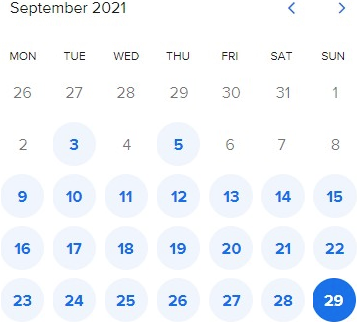 September 2021
MON TUE WED THU FRI SAT SUN
26 27 28 29 30 31 1
2 3 4 5 6 7 8
9 10 11 12 13 14 15
16 17 18 19 20 21 22
23 24 25 26 27 28 29